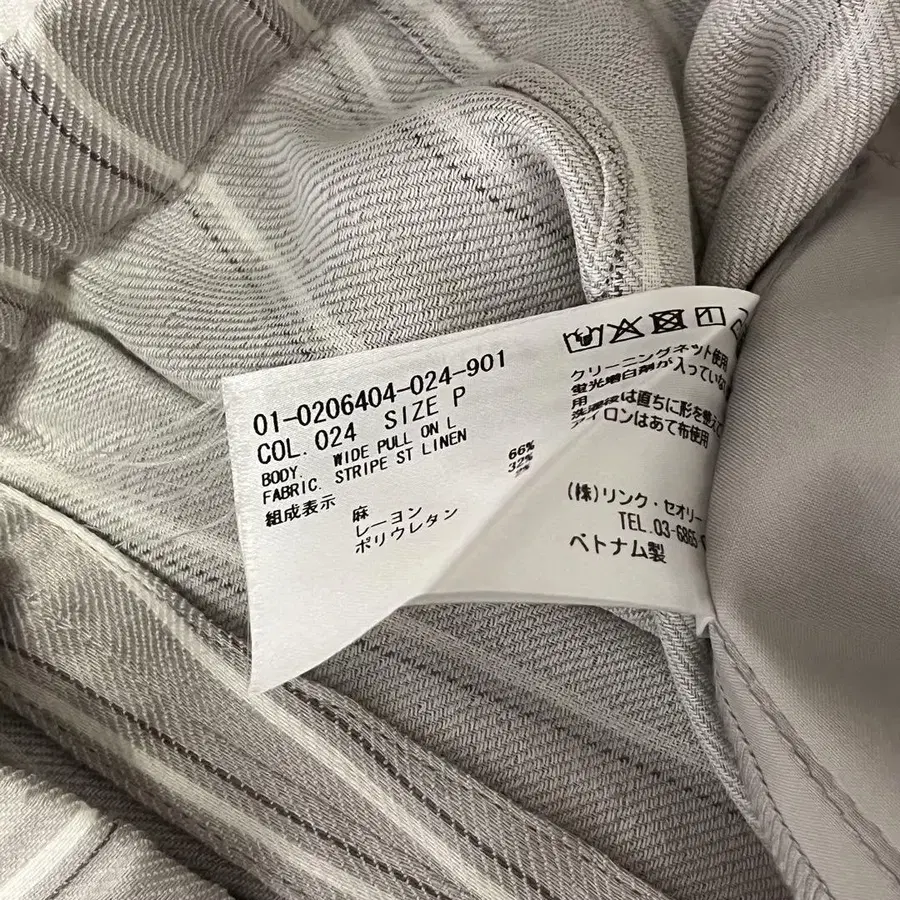 01-0206404-024-901
COL. 024 SIZE P
BODY. WIDE PULL ON L
FABRIC. STRIPE ST LINEN
組成表示
麻 66%
レーヨン 32%
ポリウレタン 2%
クリーニングネット使用
蛍光増白剤が入っていない
用
洗濯後は直ちに形を整えて
アイロンはあて布使用
(株)リンク・セオリー
TEL.03-6865
ベトナム製